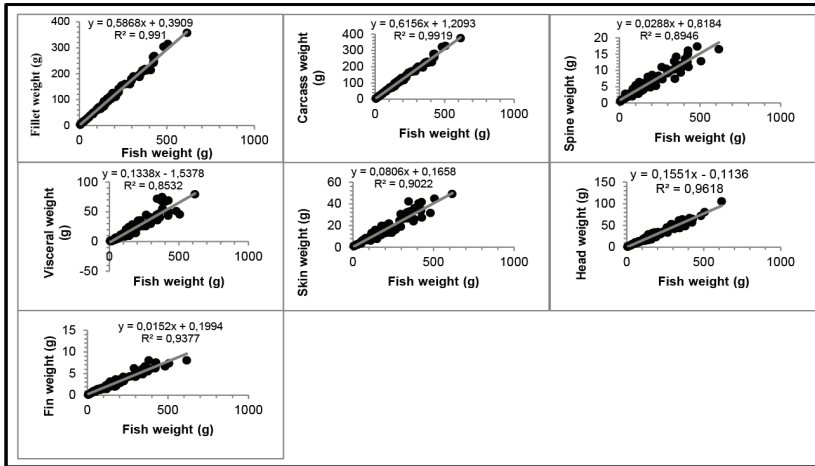 y = 0,5868x + 0,3909
R² = 0,991
400
300
200
100
0
0
500
1000
Fillet weight (g)
Fish weight (g)
y = 0,6156x + 1,2093
R² = 0,9919
400
300
200
100
0
0
500
1000
Carcass weight
(g)
Fish weight (g)
y = 0,0288x + 0,8184
R² = 0,8946
20
15
10
5
0
0
500
1000
Spine weight (g)
Fish weight (g)
y = 0,1338x - 1,5378
R² = 0,8532
100
50
0
-50
0
500
1000
Visceral weight
(g)
Fish weight (g)
y = 0,0806x + 0,1658
R² = 0,9022
60
40
20
0
0
500
1000
Skin weight (g)
Fish weight (g)
y = 0,1551x - 0,1136
R² = 0,9618
150
100
50
0
0
500
1000
Head weight (g)
Fish weight (g)
y = 0,0152x + 0,1994
R² = 0,9377
15
10
5
0
0
500
1000
Fin weight (g)
Fish weight (g)